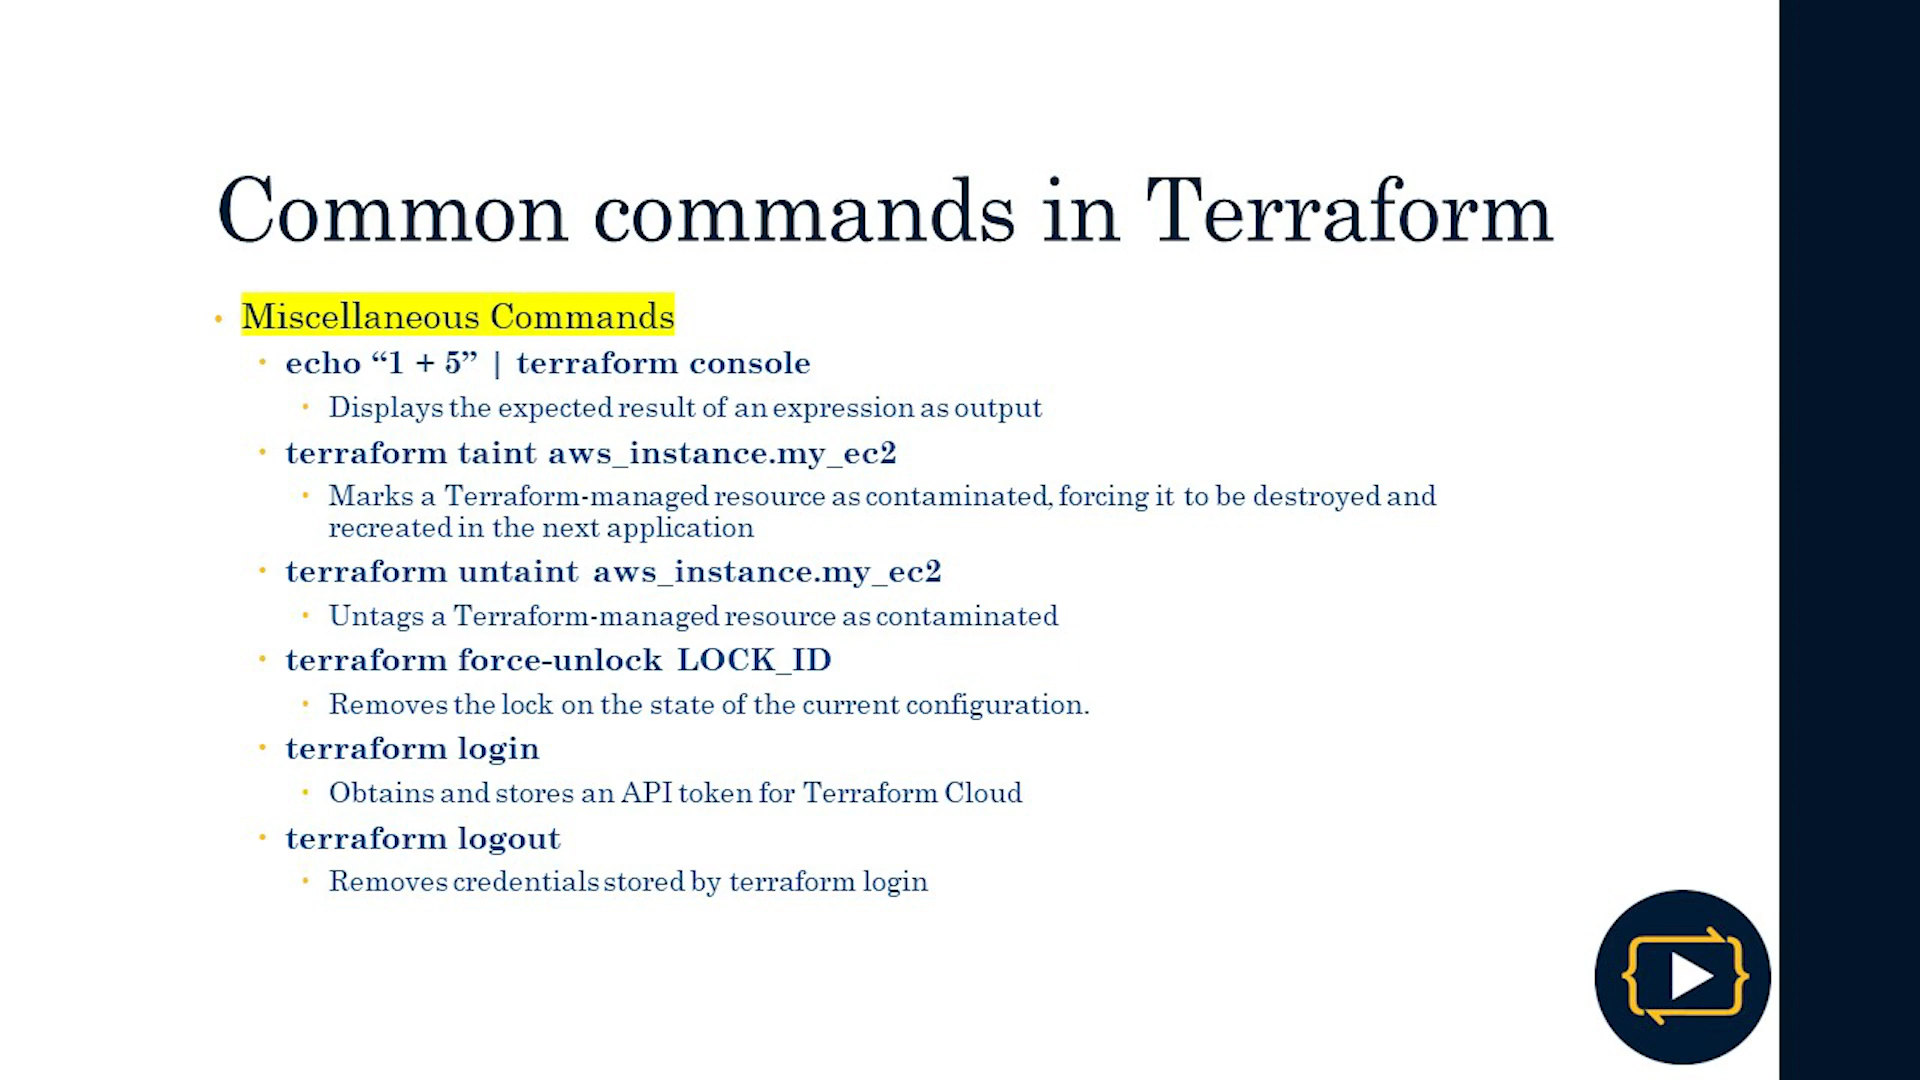 Common commands in Terraform
• Miscellaneous Commands
• echo “1 + 5” | terraform console
• Displays the expected result of an expression as output
• terraform taint aws_instance.my_ec2
• Marks a Terraform-managed resource as contaminated, forcing it to be destroyed and
recreated in the next application
• terraform untaint aws_instance.my_ec2
• Untags a Terraform-managed resource as contaminated
• terraform force-unlock LOCK_ID
• Removes the lock on the state of the current configuration.
• terraform login
• Obtains and stores an API token for Terraform Cloud
• terraform logout
• Removes credentials stored by terraform login